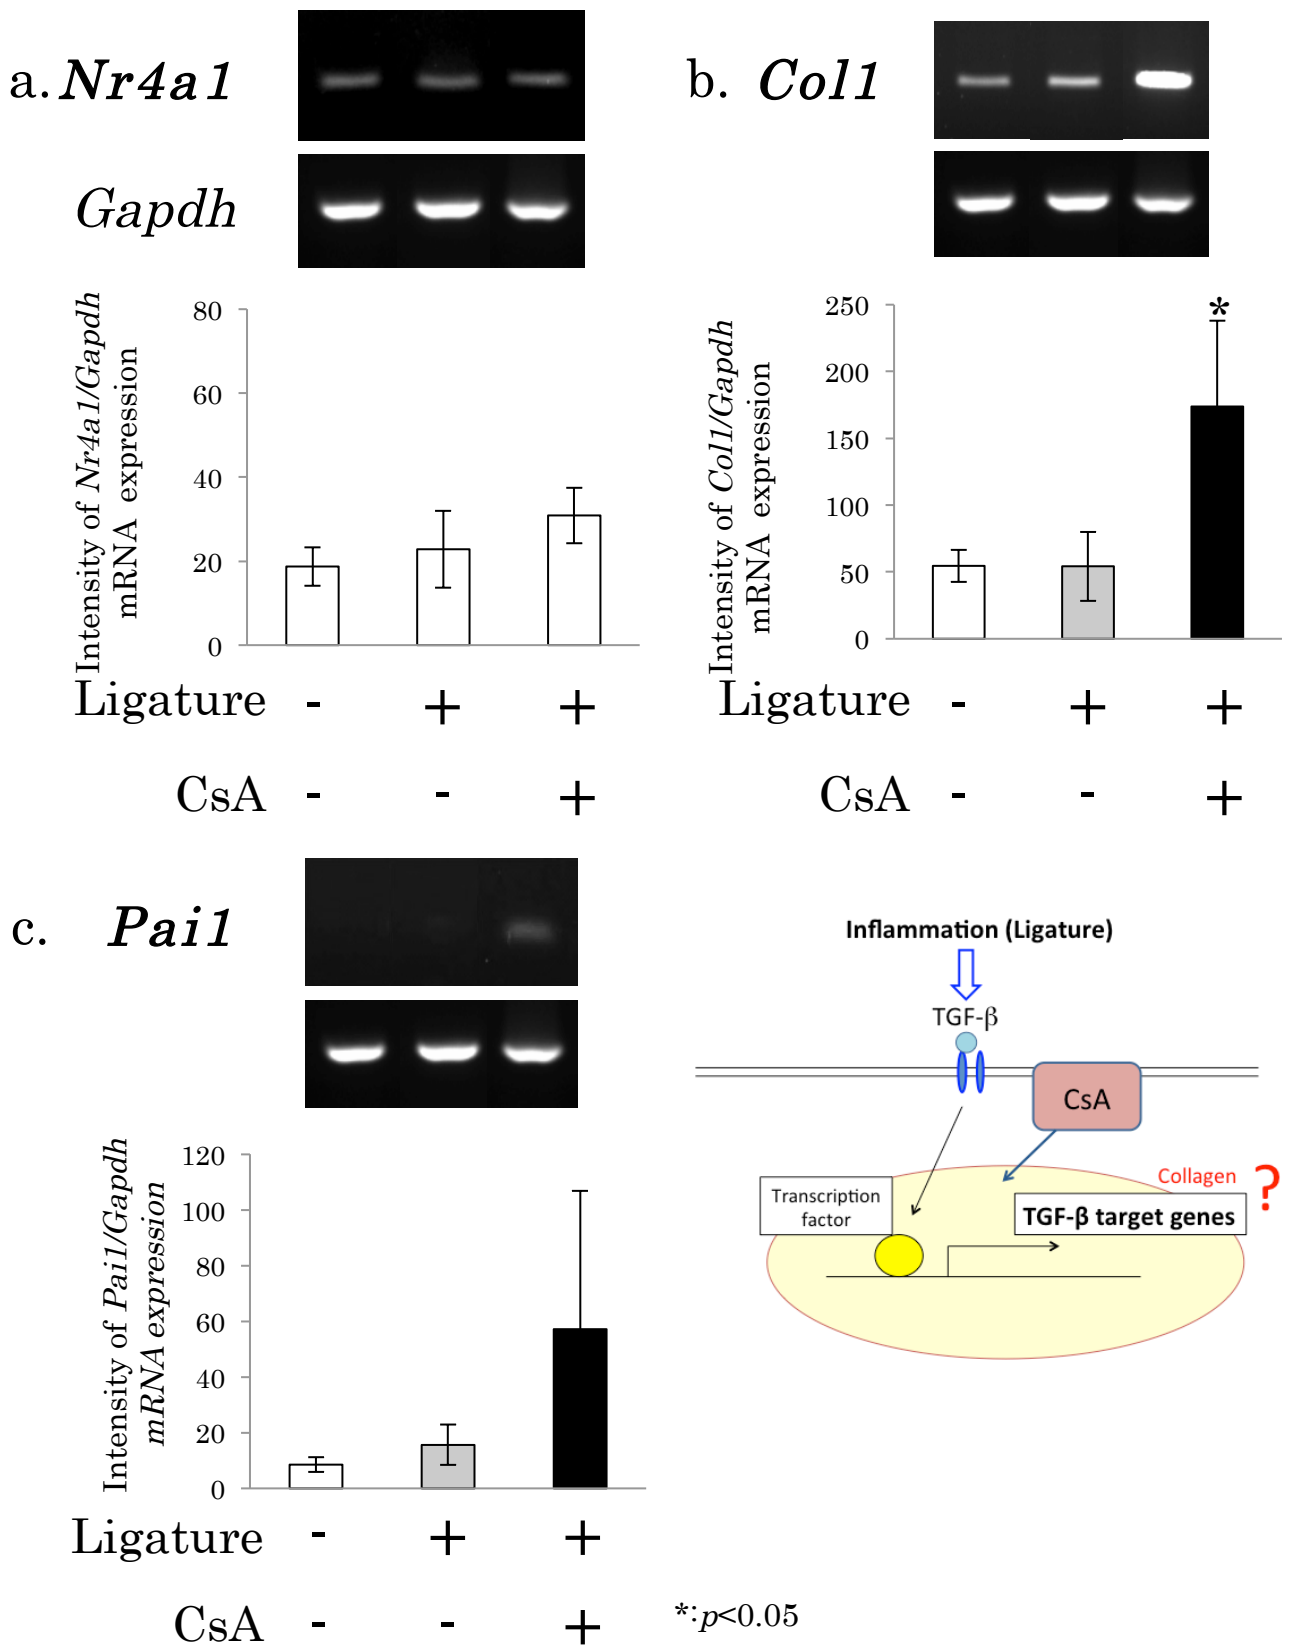 a. Nr4a1
Gapdh
Intensity of Nr4a1/Gapdh
mRNA expression
80
60
40
20
0
Ligature - + +
CsA - - +
b. Col1
Intensity of Col1/Gapdh
mRNA expression
250
200
150
100
50
0
*
Ligature - + +
CsA - - +
c. Pai1
Intensity of Pai1/Gapdh
mRNA expression
120
100
80
60
40
20
0
Ligature - + +
CsA - - +
Inflammation (Ligature)
TGF-β
CsA
Transcription
factor
Collagen ?
TGF-β target genes
*:p<0.05